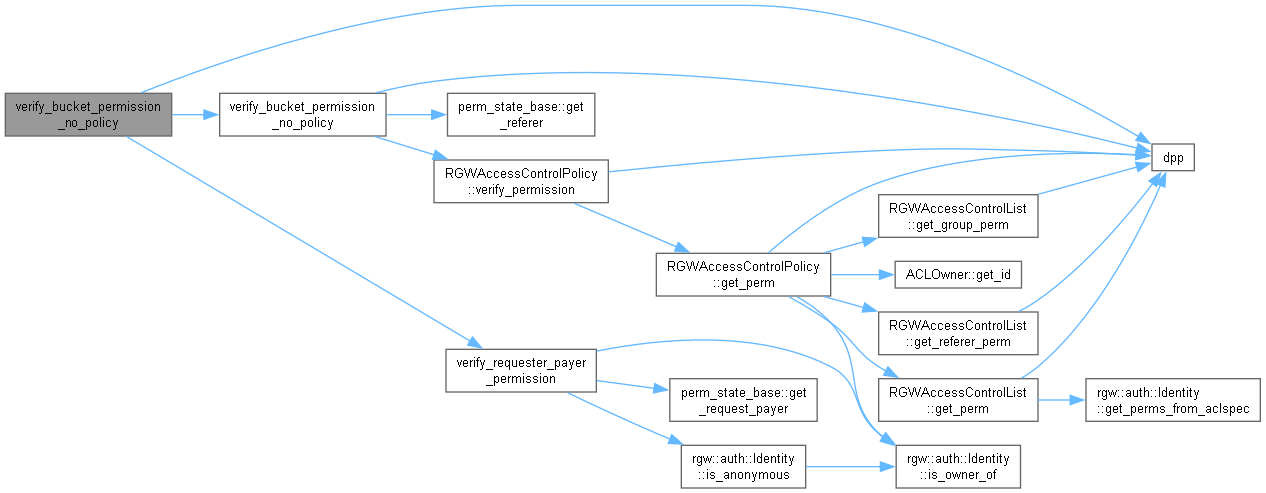 verify_bucket_permission
_no_policy
verify_bucket_permission
_no_policy
perm_state_base::get
_referer
RGWAccessControlPolicy
::verify_permission
dpp
RGWAccessControlList
::get_group_perm
RGWAccessControlPolicy
::get_perm
ACLOwner::get_id
RGWAccessControlList
::get_referer_perm
verify_requester_payer
_permission
perm_state_base::get
_request_payer
RGWAccessControlList
::get_perm
rgw::auth::Identity
::get_perms_from_aclspec
rgw::auth::Identity
::is_anonymous
rgw::auth::Identity
::is_owner_of